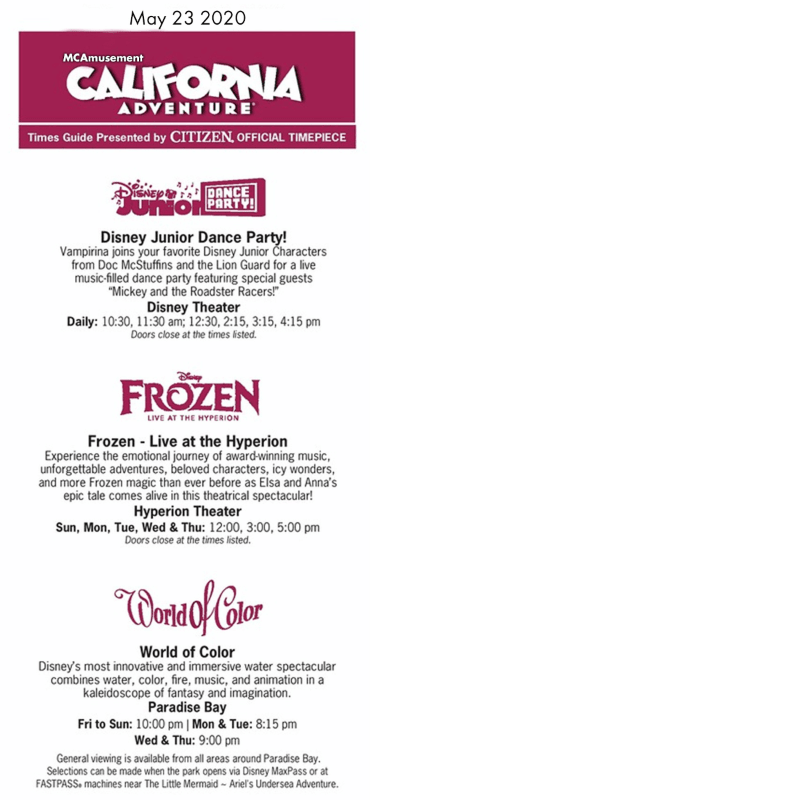 May 23 2020
MCAmusement
CALIFORNIA
ADVENTURE
Times Guide Presented by CITIZEN, OFFICIAL TIMEPIECE
Disney Junior DANCE PARTY!
Disney Junior Dance Party!
Vampirina joins your favorite Disney Junior Characters
from Doc McStuffins and the Lion Guard for a live
music-filled dance party featuring special guests
“Mickey and the Roadster Racers!”
Disney Theater
Daily: 10:30, 11:30 am; 12:30, 2:15, 3:15, 4:15 pm
Doors close at the times listed.
Disney
FROZEN
LIVE AT THE HYPERION
Frozen - Live at the Hyperion
Experience the emotional journey of award-winning music,
unforgettable adventures, beloved characters, icy wonders,
and more Frozen magic than ever before as Elsa and Anna’s
epic tale comes alive in this theatrical spectacular!
Hyperion Theater
Sun, Mon, Tue, Wed & Thu: 12:00, 3:00, 5:00 pm
Doors close at the times listed.
World Of Color
World of Color
Disney’s most innovative and immersive water spectacular
combines water, color, fire, music, and animation in a
kaleidoscope of fantasy and imagination.
Paradise Bay
Fri to Sun: 10:00 pm | Mon & Tue: 8:15 pm
Wed & Thu: 9:00 pm
General viewing is available from all areas around Paradise Bay.
Selections can be made when the park opens via Disney MaxPass or at
FASTPASS® machines near The Little Mermaid ~ Ariel’s Undersea Adventure.